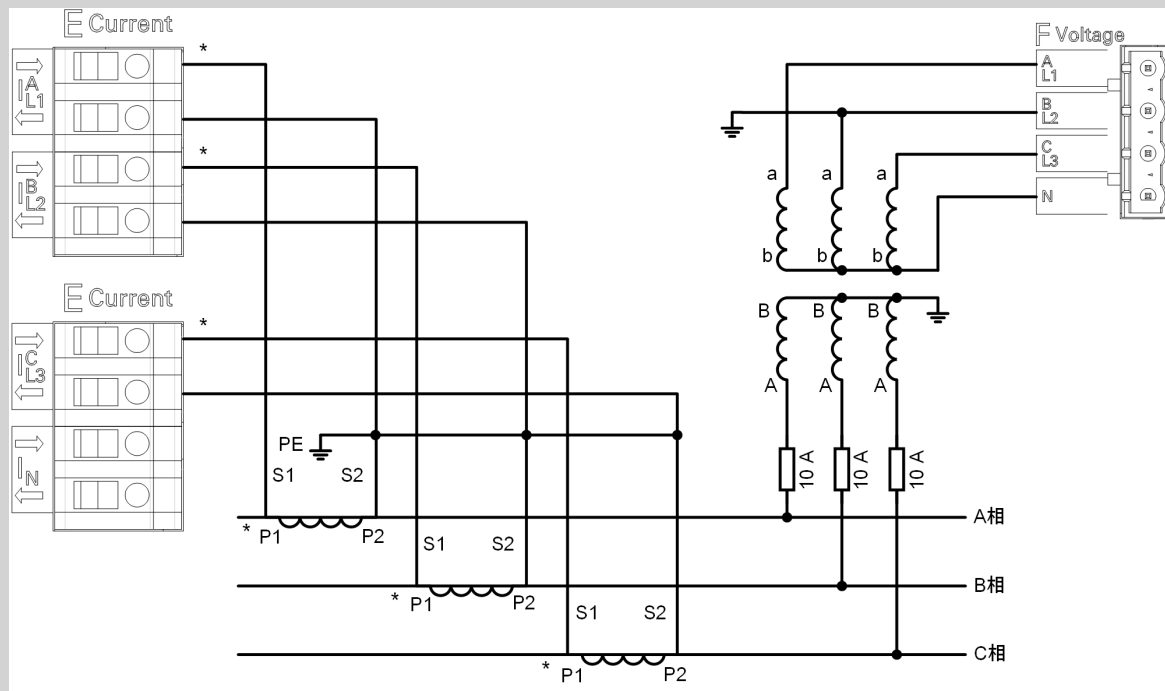 E Current
*
I A L1
*
I B L2
E Current
*
I C L3
I N
F Voltage
A L1
B L2
C L3
N
a a a
b b b
B B B
A A A
10 A 10 A 10 A
PE
S1 S2
* P1 P2
A相
S1 S2
* P1 P2
B相
S1 S2
* P1 P2
C相